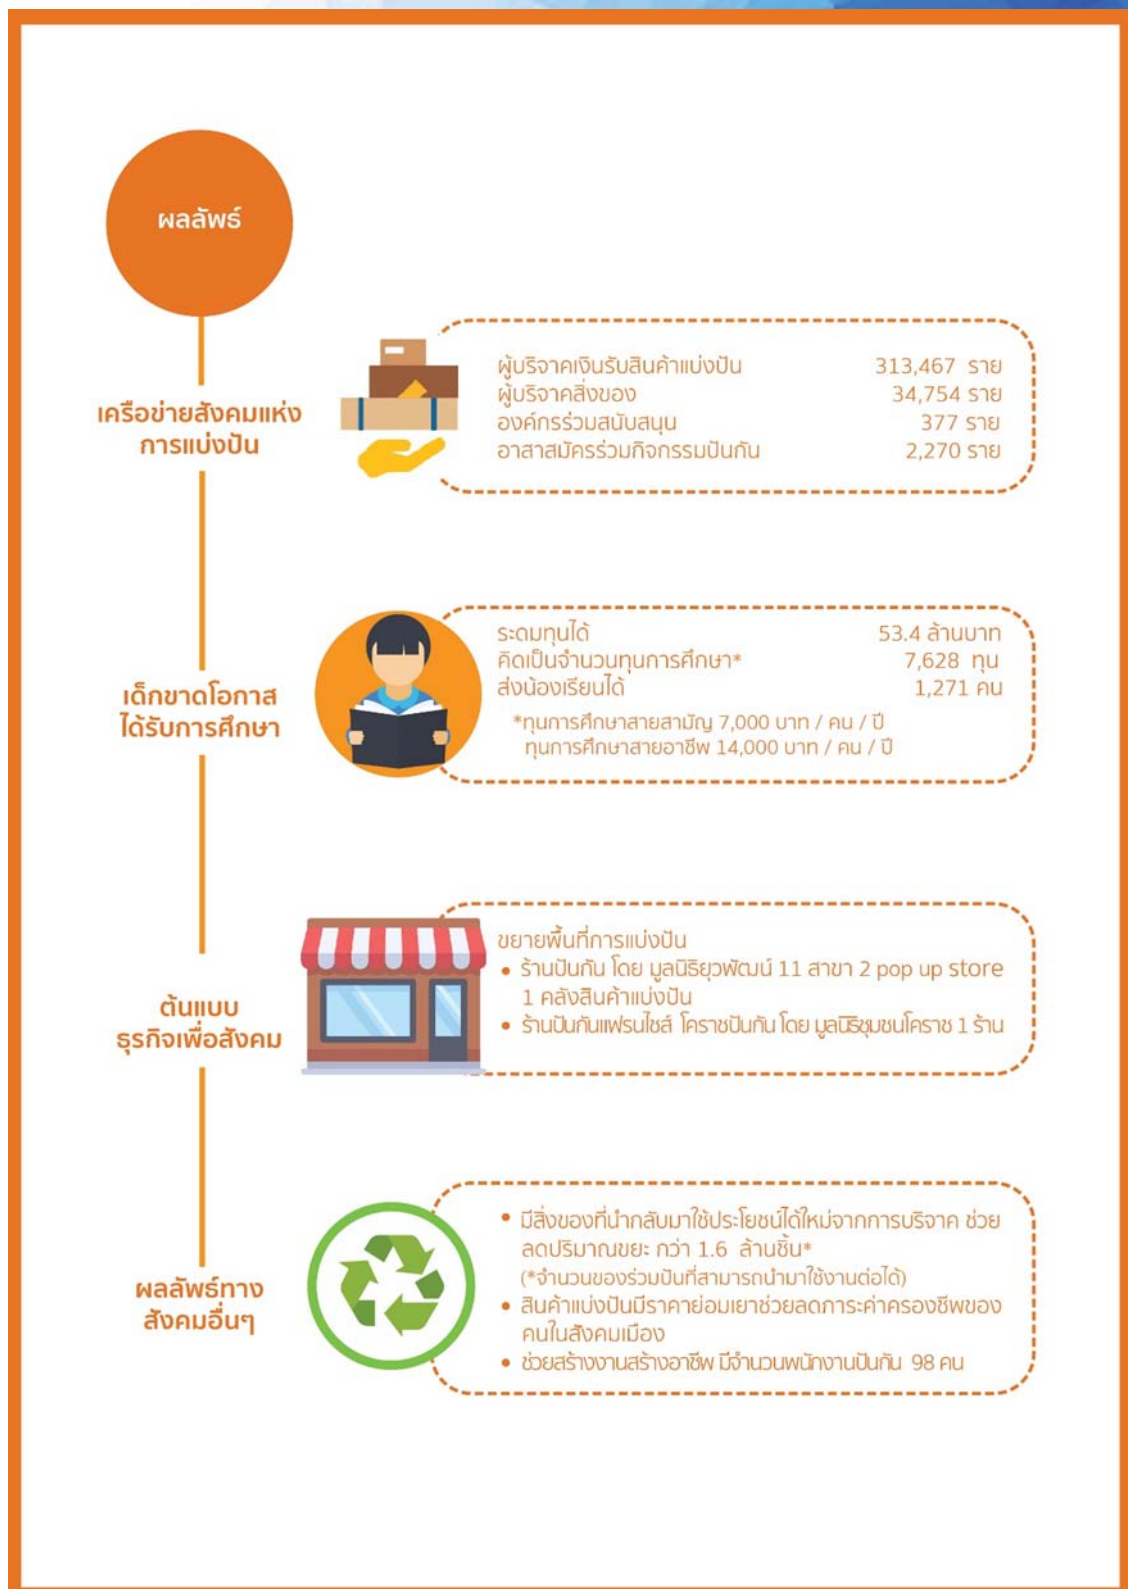 ผลลัพธ์
เครือข่ายสังคมแห่ง
การแบ่งปัน
ผู้บริจาคเงินรับสินค้าแบ่งปัน 313,467 ราย
ผู้บริจาคสิ่งของ 34,754 ราย
องค์กรร่วมสนับสนุน 377 ราย
อาสาสมัครร่วมกิจกรรมปันกัน 2,270 ราย
เด็กขาดโอกาส
ได้รับการศึกษา
ระดมทุนได้ 53.4 ล้านบาท
คิดเป็นจำนวนทุนการศึกษา* 7,628 ทุน
ส่งน้องเรียนได้ 1,271 คน
*ทุนการศึกษาสายสามัญ 7,000 บาท / คน / ปี
ทุนการศึกษาสายอาชีพ 14,000 บาท / คน / ปี
ต้นแบบ
ธุรกิจเพื่อสังคม
ขยายพื้นที่การแบ่งปัน
• ร้านปันกัน โดย มูลนิธิยุวพัฒน์ 11 สาขา 2 pop up store
1 คลังสินค้าแบ่งปัน
• ร้านปันกันแฟรนไชส์ โคราชปันกัน โดย มูลนิธิชุมชนโคราช 1 ร้าน
ผลลัพธ์ทาง
สังคมอื่นๆ
• มีสิ่งของที่นำกลับมาใช้ประโยชน์ได้ใหม่จากการบริจาค ช่วย
ลดปริมาณขยะ กว่า 1.6 ล้านชิ้น*
(*จำนวนของร่วมปันที่สามารถนำมาใช้งานต่อได้)
• สินค้าแบ่งปันมีราคาย่อมเยาช่วยลดภาระค่าครองชีพของ
คนในสังคมเมือง
• ช่วยสร้างงานสร้างอาชีพ มีจำนวนพนักงานปันกัน 98 คน